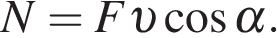 N = F υ cos α.